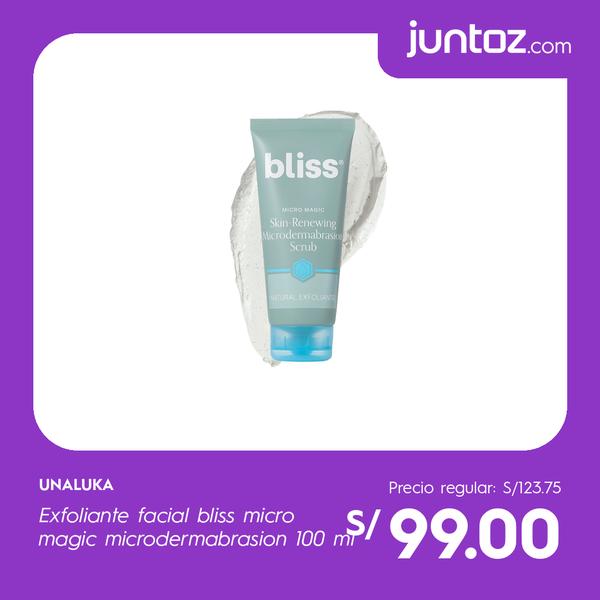 juntoz.com
bliss®
MICRO MAGIC
Skin-Renewing
Microdermabrasion
Scrub
NATURAL EXFOLIANTS
UNALUKA
Exfoliante facial bliss micro
magic microdermabrasion 100 ml
Precio regular: S/123.75
S/ 99.00